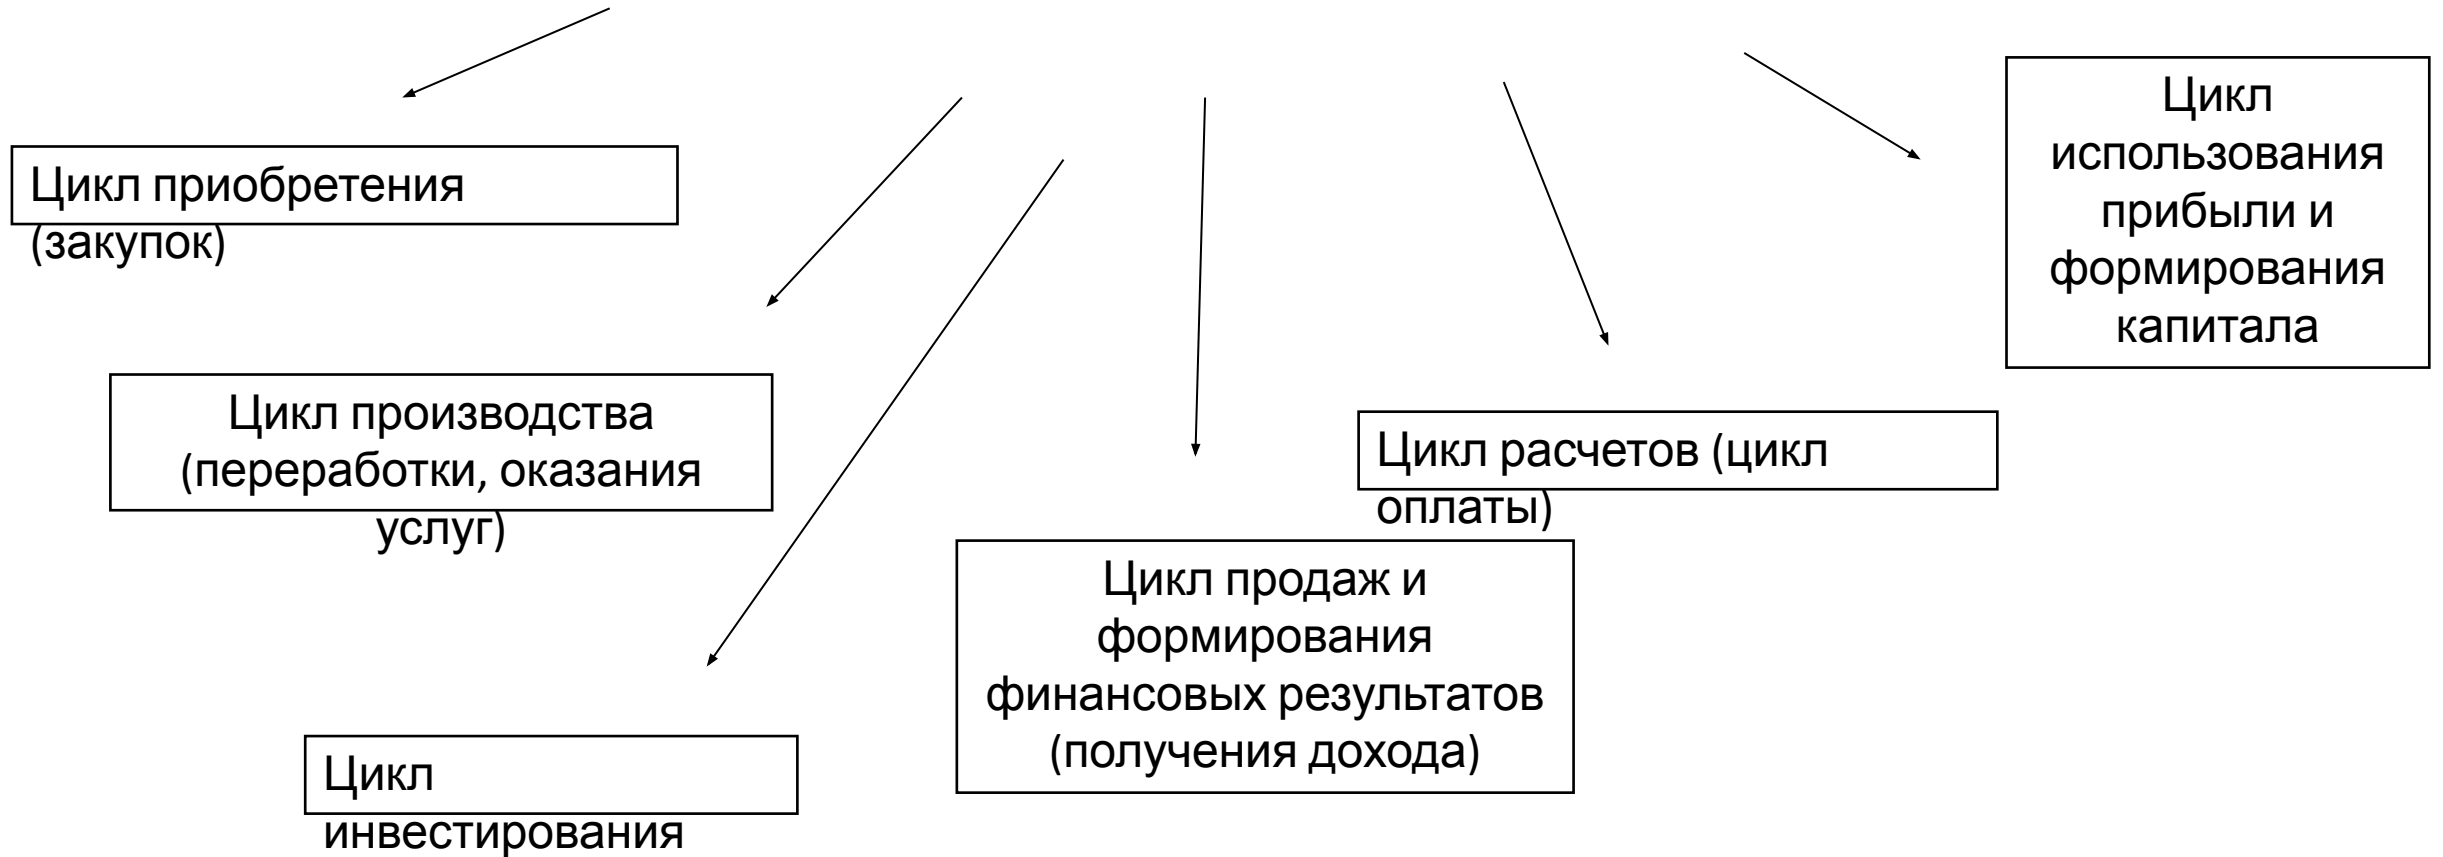 Цикл приобретения
(закупок)
Цикл производства
(переработки, оказания
услуг)
Цикл
инвестирования
Цикл продаж и
формирования
финансовых результатов
(получения дохода)
Цикл расчетов (цикл
оплаты)
Цикл
использования
прибыли и
формирования
капитала